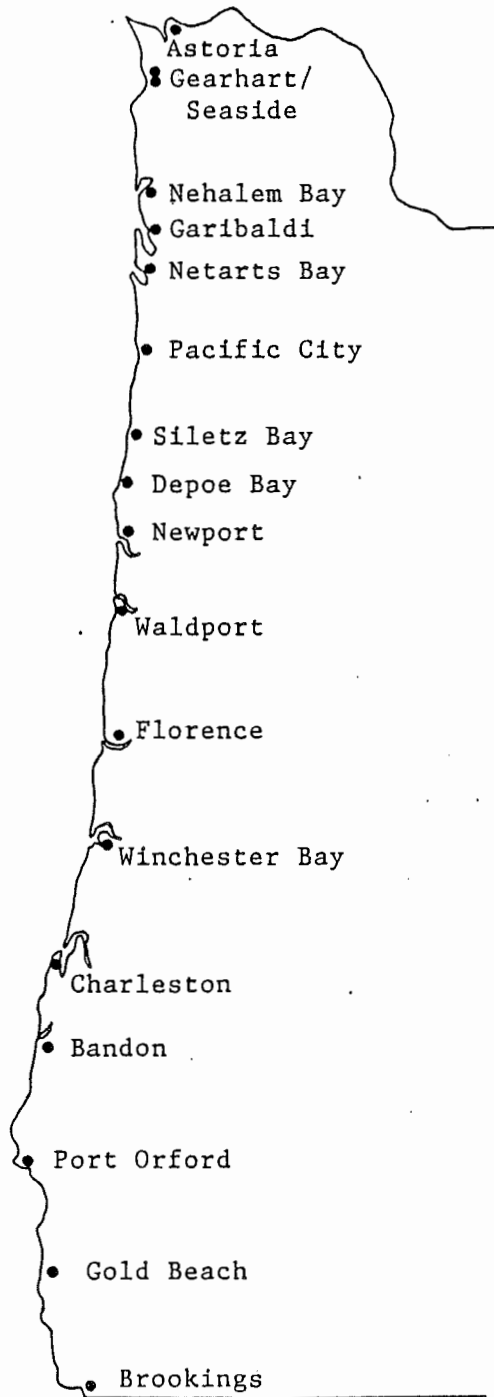 Astoria
Gearhart/
Seaside
Nehalem Bay
Garibaldi
Netarts Bay
Pacific City
Siletz Bay
Depoe Bay
Newport
Waldport
Florence
Winchester Bay
Charleston
Bandon
Port Orford
Gold Beach
Brookings